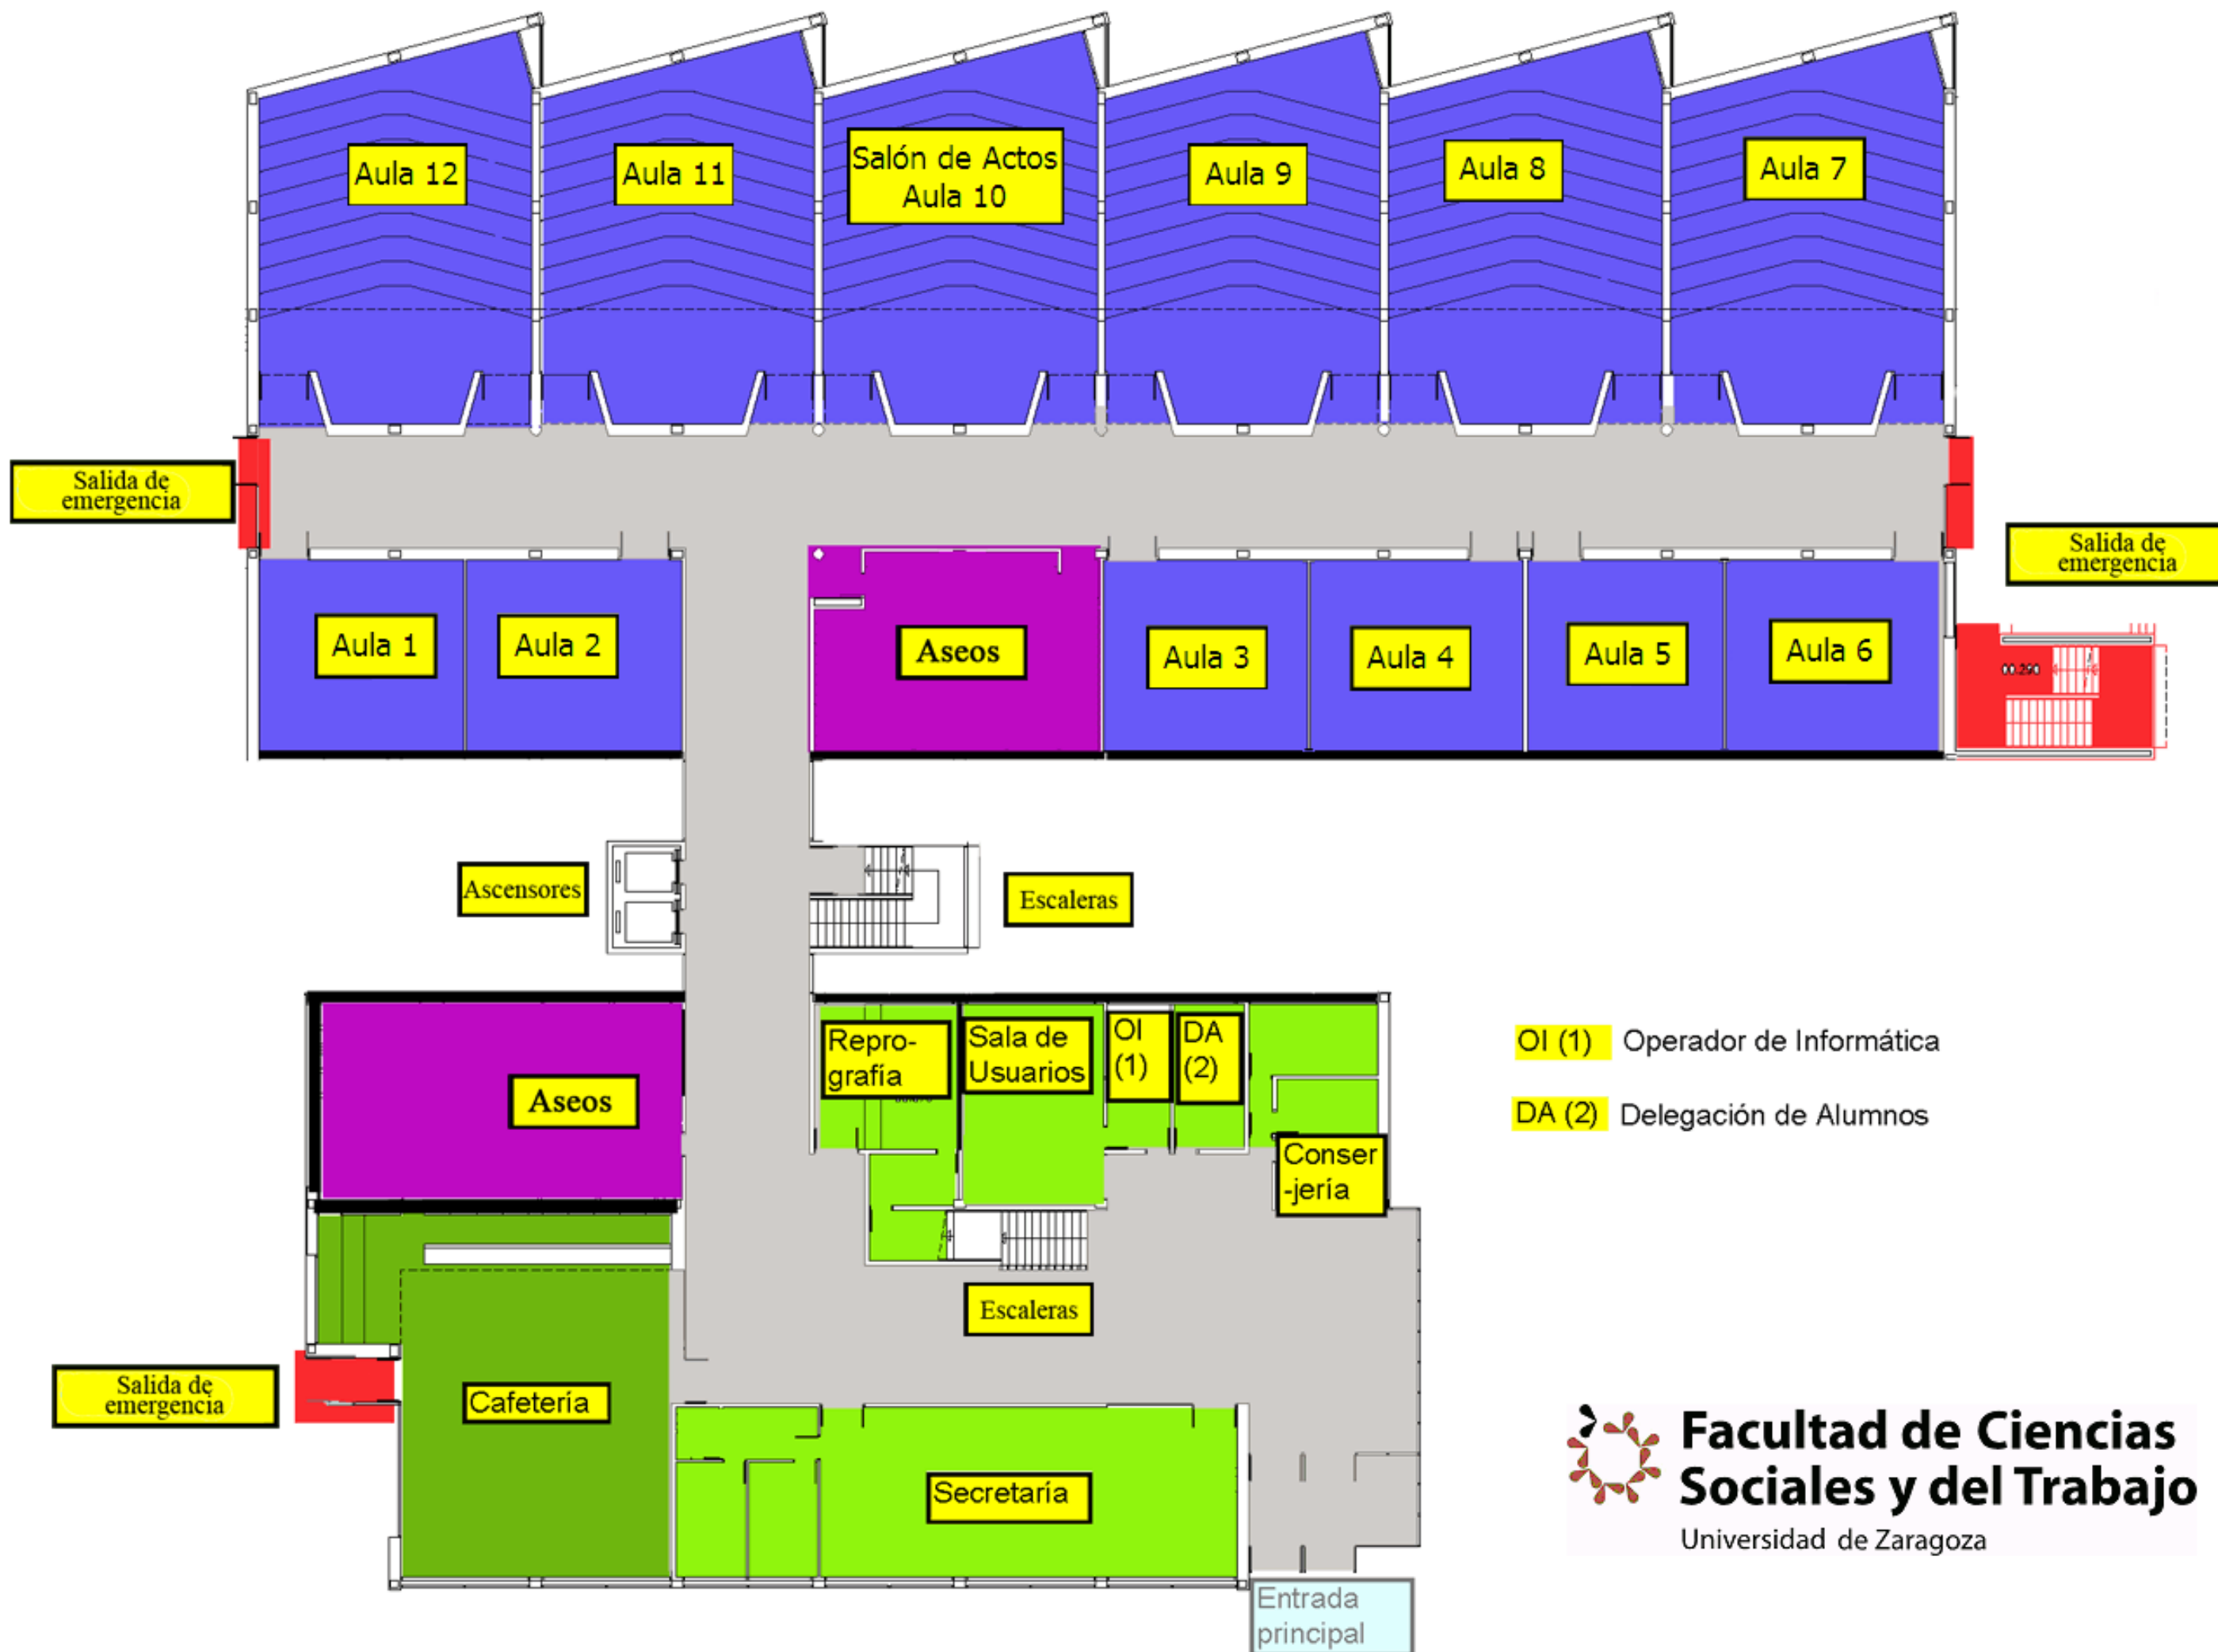 Aula 12
Aula 11
Salón de Actos
Aula 10
Aula 9
Aula 8
Aula 7
Salida de
emergencia
Salida de
emergencia
Aula 1
Aula 2
Aseos
Aula 3
Aula 4
Aula 5
Aula 6
00.290
Ascensores
Escaleras
Repro-
grafía
Sala de
Usuarios
OI
(1)
DA
(2)
OI (1) Operador de Informática
Aseos
DA (2) Delegación de Alumnos
Conser
-jería
Escaleras
Salida de
emergencia
Cafetería
Secretaría
Facultad de Ciencias
Sociales y del Trabajo
Universidad de Zaragoza
Entrada
principal